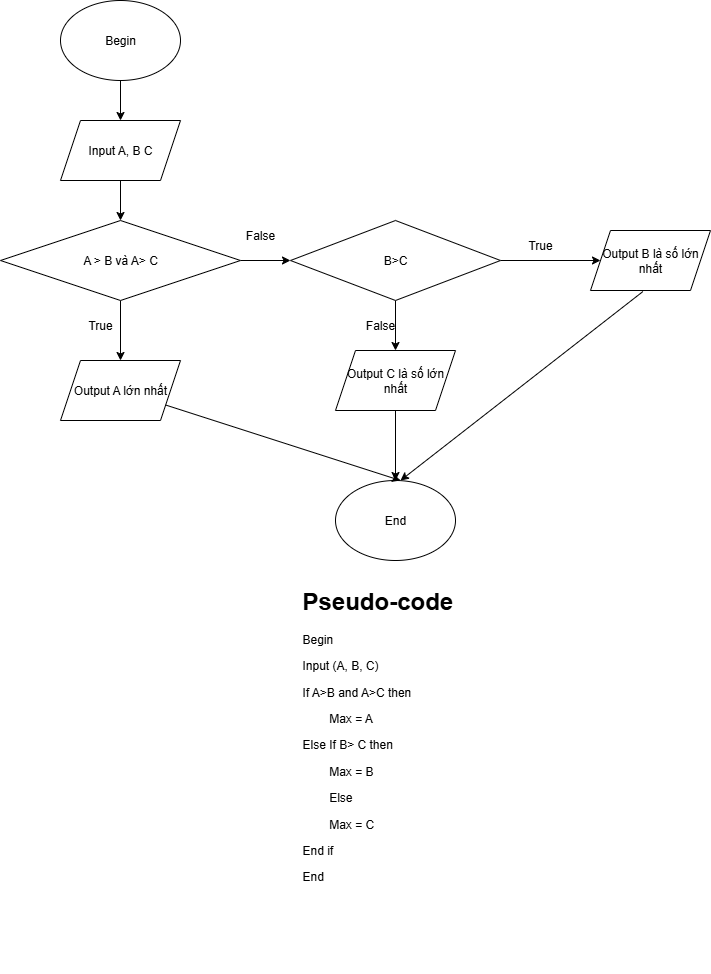 Begin
Input A, B C
A > B và A> C
False
B>C
True
Output B là số lớn
nhất
True
False
Output A lớn nhất
Output C là số lớn
nhất
End
Pseudo-code
Begin
Input (A, B, C)
If A>B and A>C then
Max = A
Else If B> C then
Max = B
Else
Max = C
End if
End